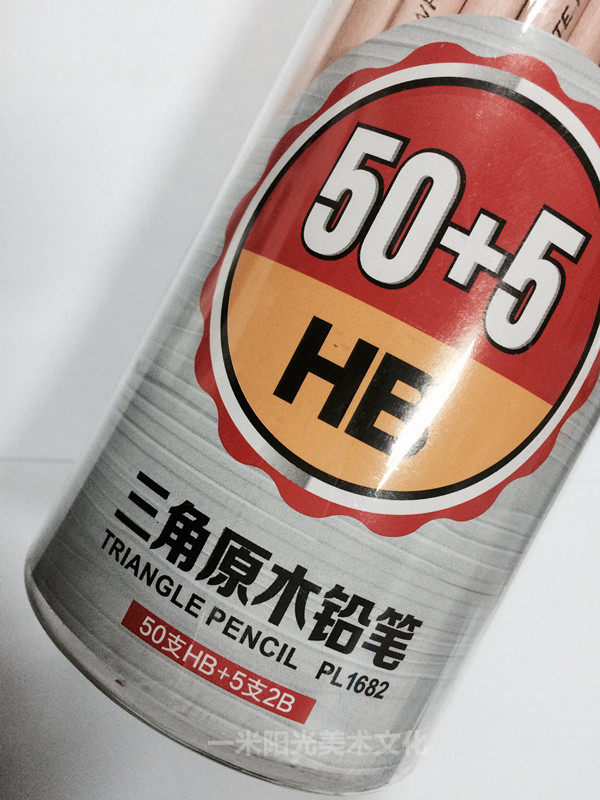 50+5
HB
三角原木铅笔
TRIANGLE PENCIL PL1682
50支HB+5支2B
一米阳光美术文化